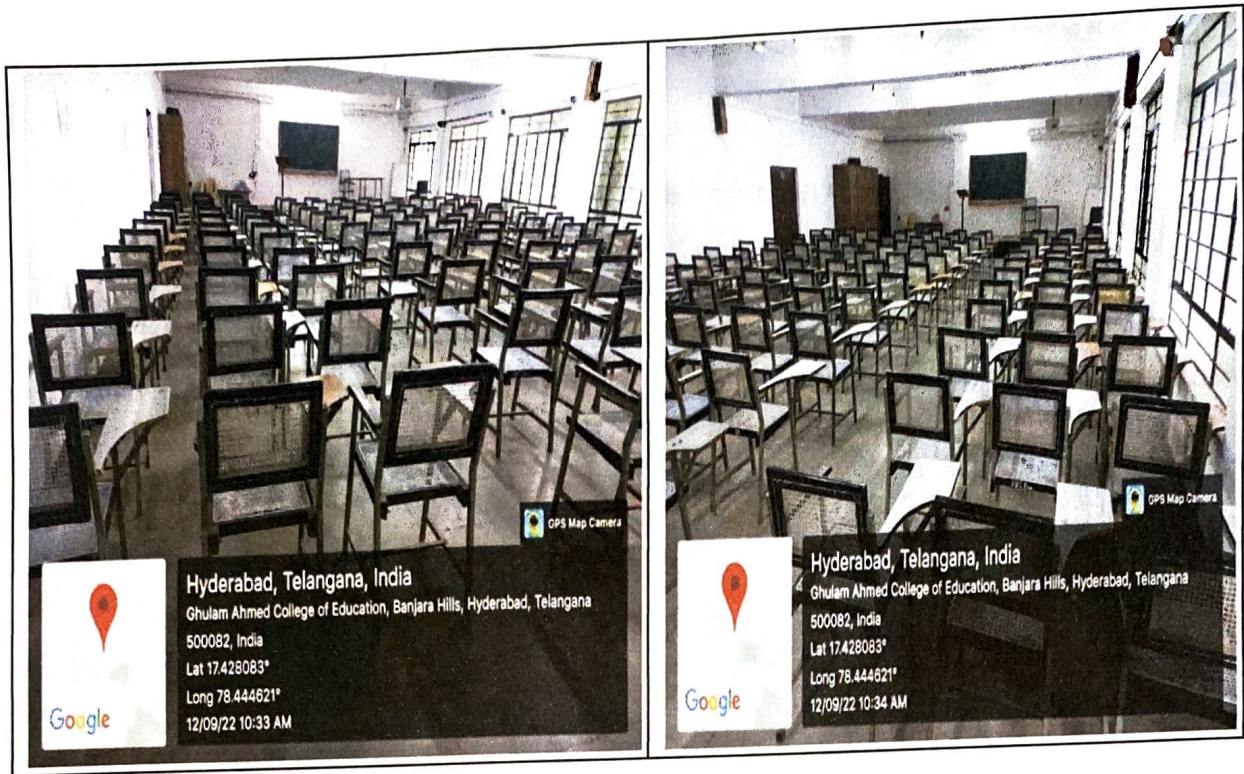 GPS Map Camera
Hyderabad, Telangana, India
Ghulam Ahmed College of Education, Banjara Hills, Hyderabad, Telangana
500082, India
Lat 17.428083°
Long 78.444621°
12/09/22 10:33 AM
Google
GPS Map Camera
Hyderabad, Telangana, India
Ghulam Ahmed College of Education, Banjara Hills, Hyderabad, Telangana
500082, India
Lat 17.428083°
Long 78.444621°
12/09/22 10:34 AM
Google